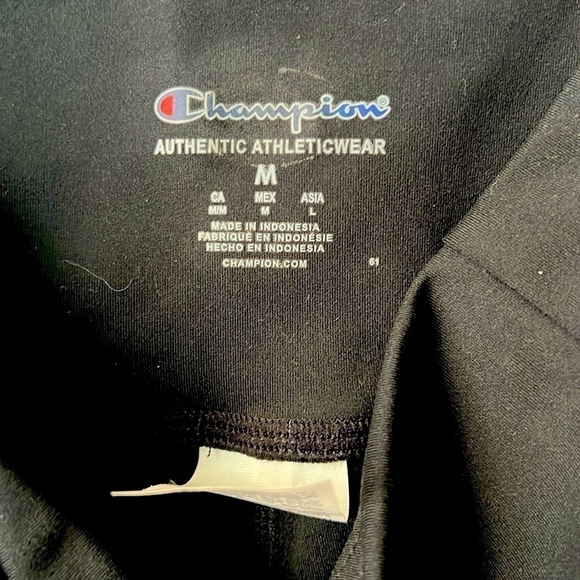 Champion®
AUTHENTIC ATHLETICWEAR
M
CA MEX ASIA
M/M M L
MADE IN INDONESIA
FABRIQUÉ EN INDONÉSIE
HECHO EN INDONESIA
CHAMPION.COM 61